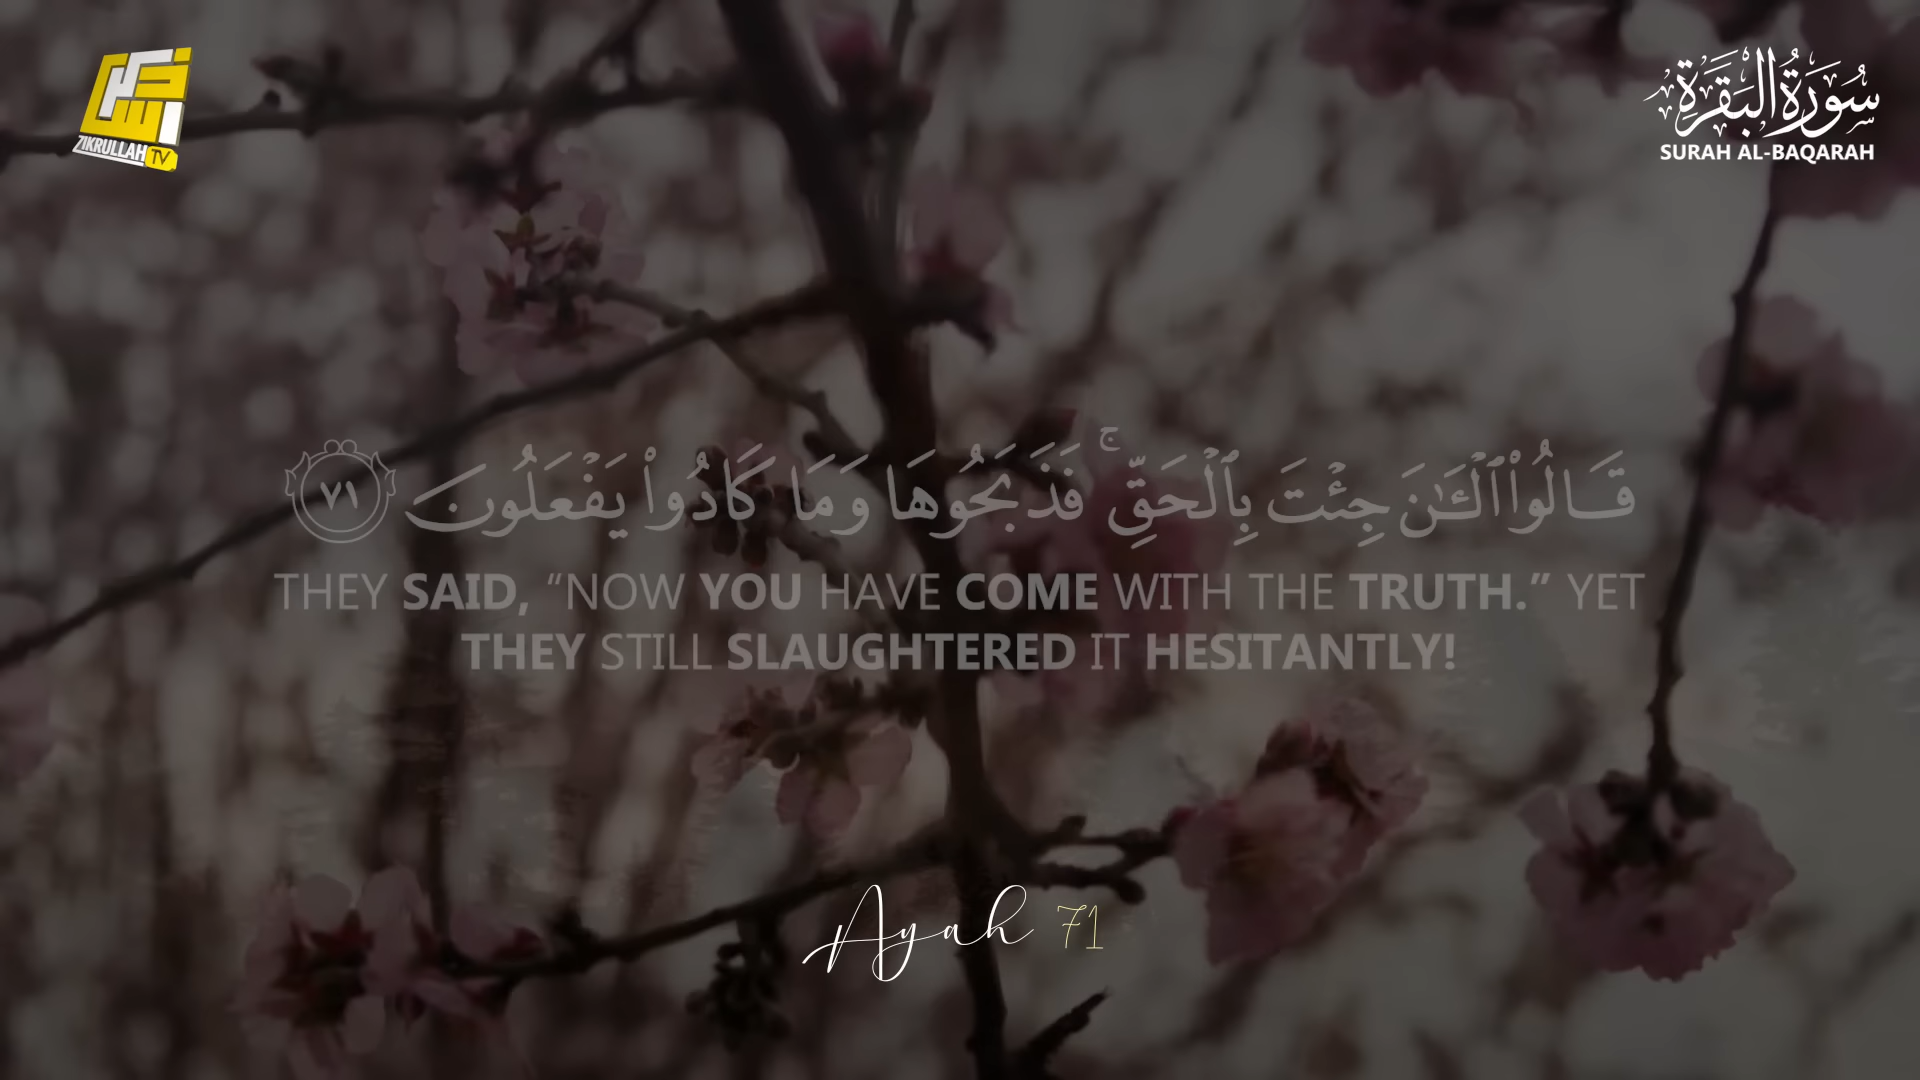 ZIKRULLAH TV
سُورَةُ البَقَرَةِ
SURAH AL-BAQARAH
قَالُوا۟ ٱلْـَٔـٰنَ جِئْتَ بِٱلْحَقِّ ۚ فَذَبَحُوهَا وَمَا كَادُوا۟ يَفْعَلُونَ ٧١
THEY SAID, “NOW YOU HAVE COME WITH THE TRUTH.” YET
THEY STILL SLAUGHTERED IT HESITANTLY!
Ayah 71